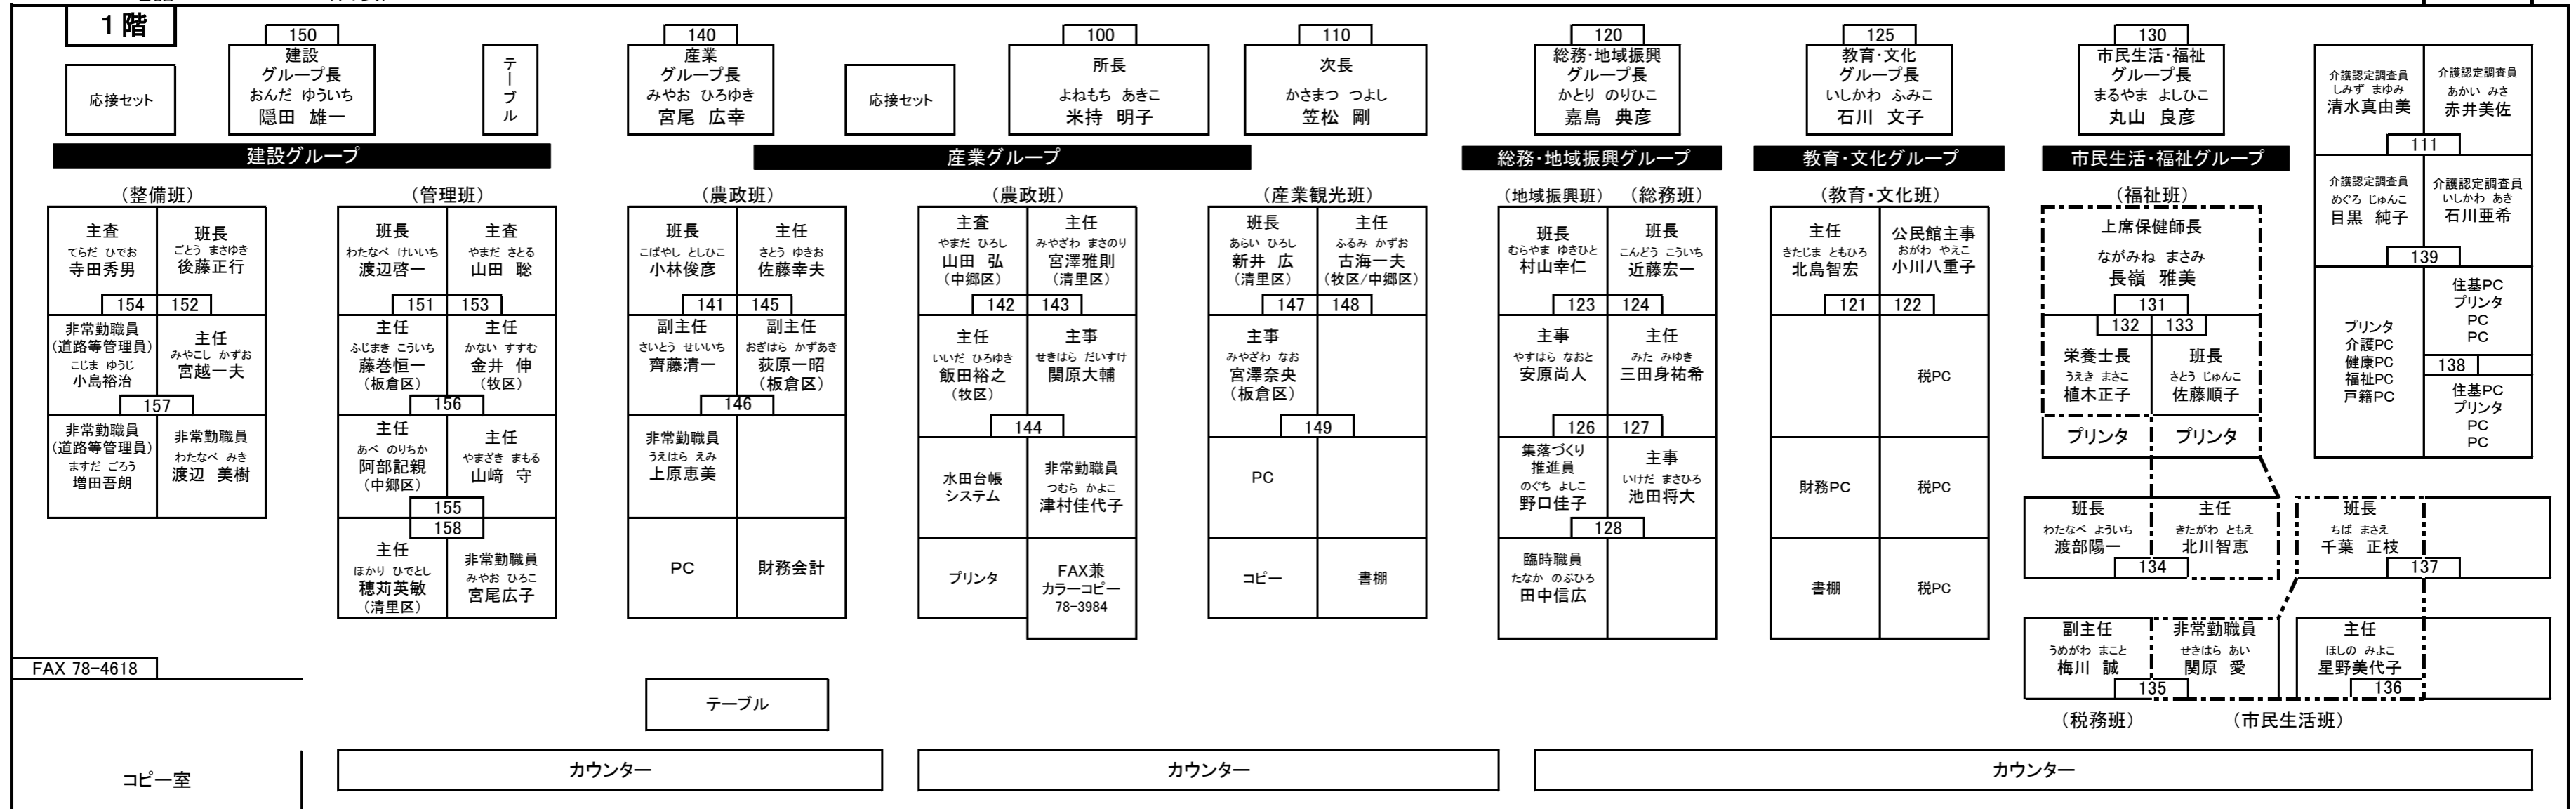 1階
150
建設
グループ長
おんだ ゆういち
隠田 雄一
応接セット
テーブル
140
産業
グループ長
みやお ひろゆき
宮尾 広幸
応接セット
100
所長
よねもち あきこ
米持 明子
110
次長
かさまつ つよし
笠松 剛
120
総務・地域振興
グループ長
かとり のりひこ
嘉鳥 典彦
125
教育・文化
グループ長
いしかわ ふみこ
石川 文子
130
市民生活・福祉
グループ長
まるやま よしひこ
丸山 良彦
介護認定調査員
しみず まゆみ
清水真由美
介護認定調査員
あかい みさ
赤井美佐
111
介護認定調査員
めぐろ じゅんこ
目黒 純子
介護認定調査員
いしかわ あき
石川亜希
139
プリンタ
介護PC
健康PC
福祉PC
戸籍PC
住基PC
プリンタ
PC
PC
138
住基PC
プリンタ
PC
PC
建設グループ
産業グループ
総務・地域振興グループ
教育・文化グループ
市民生活・福祉グループ
（整備班）
主査
てらだ ひでお
寺田秀男
班長
ごとう まさゆき
後藤正行
154
152
非常勤職員
（道路等管理員）
こじま ゆうじ
小島裕治
主任
みやこし かずお
宮越一夫
157
非常勤職員
（道路等管理員）
ますだ ごろう
増田吾朗
非常勤職員
わたなべ みき
渡辺 美樹
（管理班）
班長
わたなべ けいいち
渡辺啓一
主査
やまだ さとる
山田 聡
151
153
主任
ふじまき こういち
藤巻恒一
（板倉区）
主任
かない すすむ
金井 伸
（牧区）
156
主任
あべ のりちか
阿部記親
（中郷区）
主任
やまざき まもる
山﨑 守
155
158
主任
ほかり ひでとし
穂苅英敏
（清里区）
非常勤職員
みやお ひろこ
宮尾広子
（農政班）
班長
こばやし としひこ
小林俊彦
主任
さとう ゆきお
佐藤幸夫
141
145
副主任
さいとう せいいち
齊藤清一
副主任
おぎはら かずあき
荻原一昭
（板倉区）
146
非常勤職員
うえはら えみ
上原恵美
PC
財務会計
（農政班）
主査
やまだ ひろし
山田 弘
（中郷区）
主任
みやざわ まさのり
宮澤雅則
（清里区）
142
143
主任
いいだ ひろゆき
飯田裕之
（牧区）
主事
せきはら だいすけ
関原大輔
144
水田台帳
システム
非常勤職員
つむら かよこ
津村佳代子
プリンタ
FAX兼
カラーコピー
78-3984
（産業観光班）
班長
あらい ひろし
新井 広
（清里区）
主任
ふるみ かずお
古海一夫
（牧区/中郷区）
147
148
主事
みやざわ なお
宮澤奈央
（板倉区）
149
PC
コピー
書棚
（地域振興班）
（総務班）
班長
むらやま ゆきひと
村山幸仁
班長
こんどう こういち
近藤宏一
123
124
主事
やすはら なおと
安原尚人
主任
みた みゆき
三田身祐希
126
127
集落づくり
推進員
のぐち よしこ
野口佳子
主事
いけだ まさひろ
池田将大
128
臨時職員
たなか のぶひろ
田中信広
（教育・文化班）
主任
きたじま ともひろ
北島智宏
公民館主事
おがわ やえこ
小川八重子
121
122
税PC
財務PC
税PC
書棚
税PC
（福祉班）
上席保健師長
ながみね まさみ
長嶺 雅美
131
132
133
栄養士長
うえき まさこ
植木正子
班長
さとう じゅんこ
佐藤順子
プリンタ
プリンタ
班長
わたなべ よういち
渡部陽一
主任
きたがわ ともえ
北川智恵
134
班長
ちば まさえ
千葉 正枝
137
副主任
うめがわ まこと
梅川 誠
非常勤職員
せきはら あい
関原 愛
135
主任
ほしの みよこ
星野美代子
136
（税務班）
（市民生活班）
FAX 78-4618
テーブル
コピー室
カウンター
カウンター
カウンター